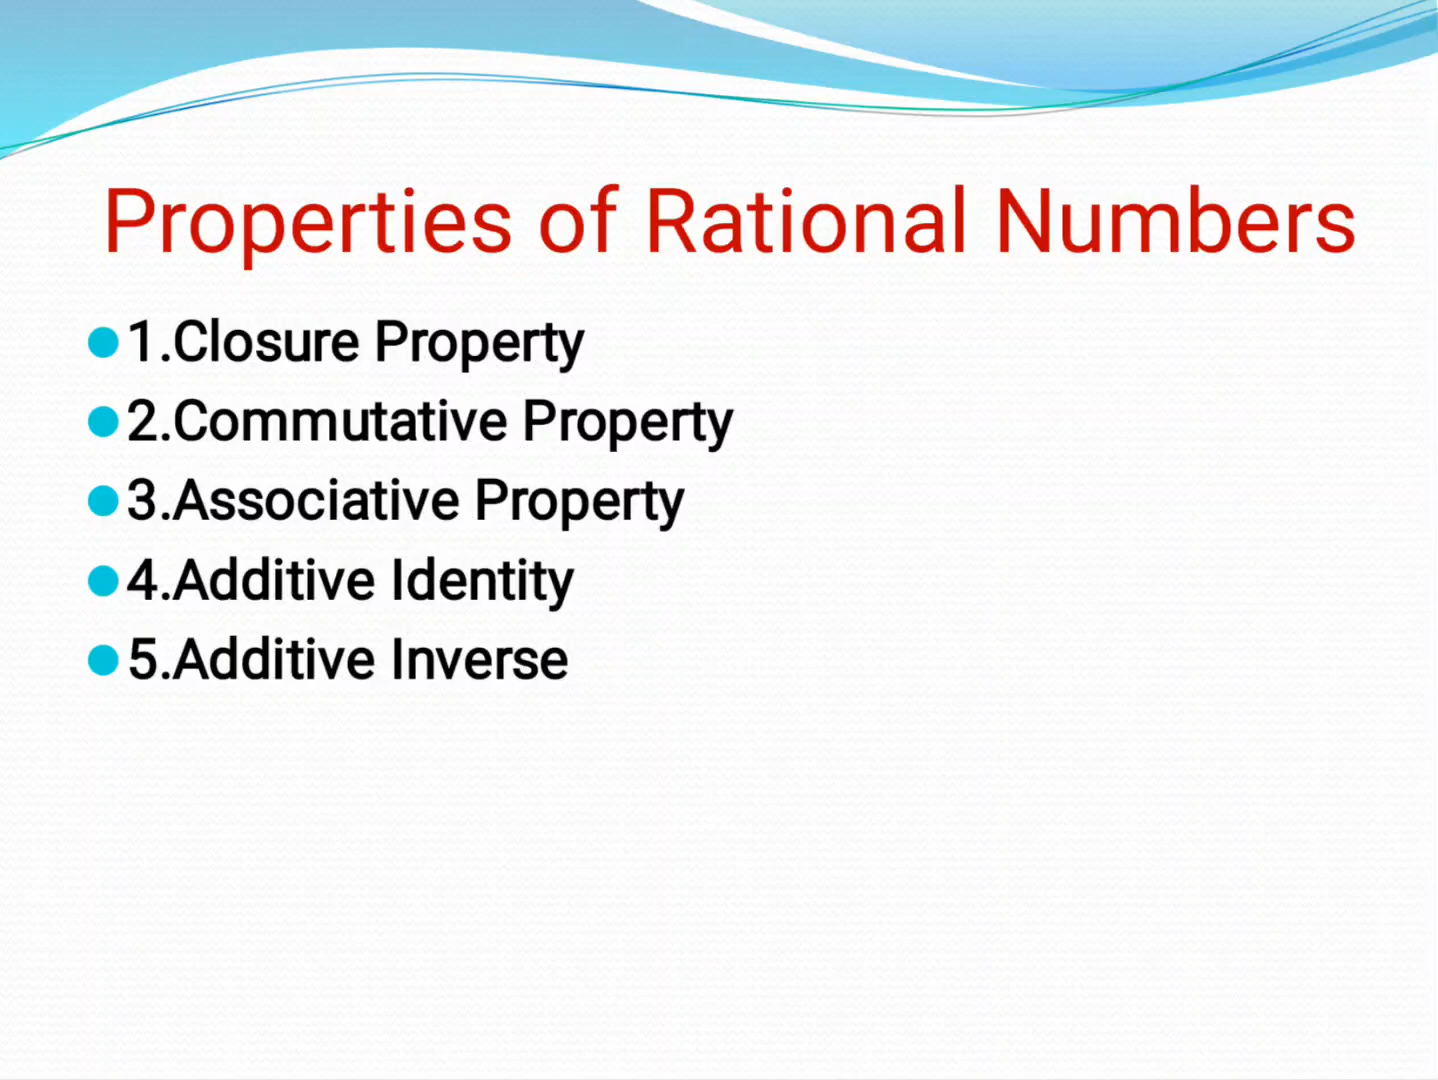 Properties of Rational Numbers
1.Closure Property
2.Commutative Property
3.Associative Property
4.Additive Identity
5.Additive Inverse